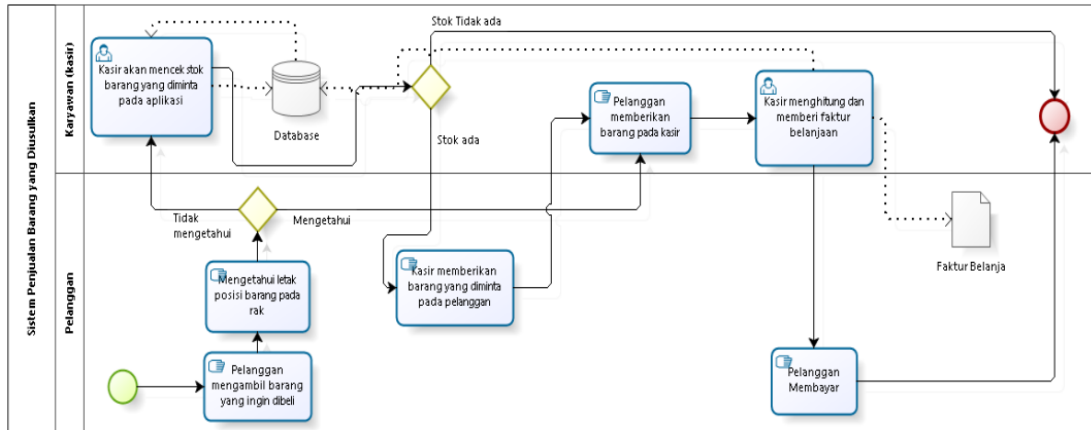 Sistem Penjualan Barang yang Diusulkan
Karyawan (kasir)
Pelanggan
Kasir akan mencek stok
barang yang diminta
pada aplikasi
Database
Stok Tidak ada
Stok ada
Pelanggan
memberikan
barang pada kasir
Kasir menghitung dan
memberi faktur
belanjaan
Tidak
mengetahui
Mengetahui
Mengetahui letak
posisi barang pada
rak
Kasir memberikan
barang yang diminta
pada pelanggan
Faktur Belanja
Pelanggan
mengambil barang
yang ingin dibeli
Pelanggan
Membayar